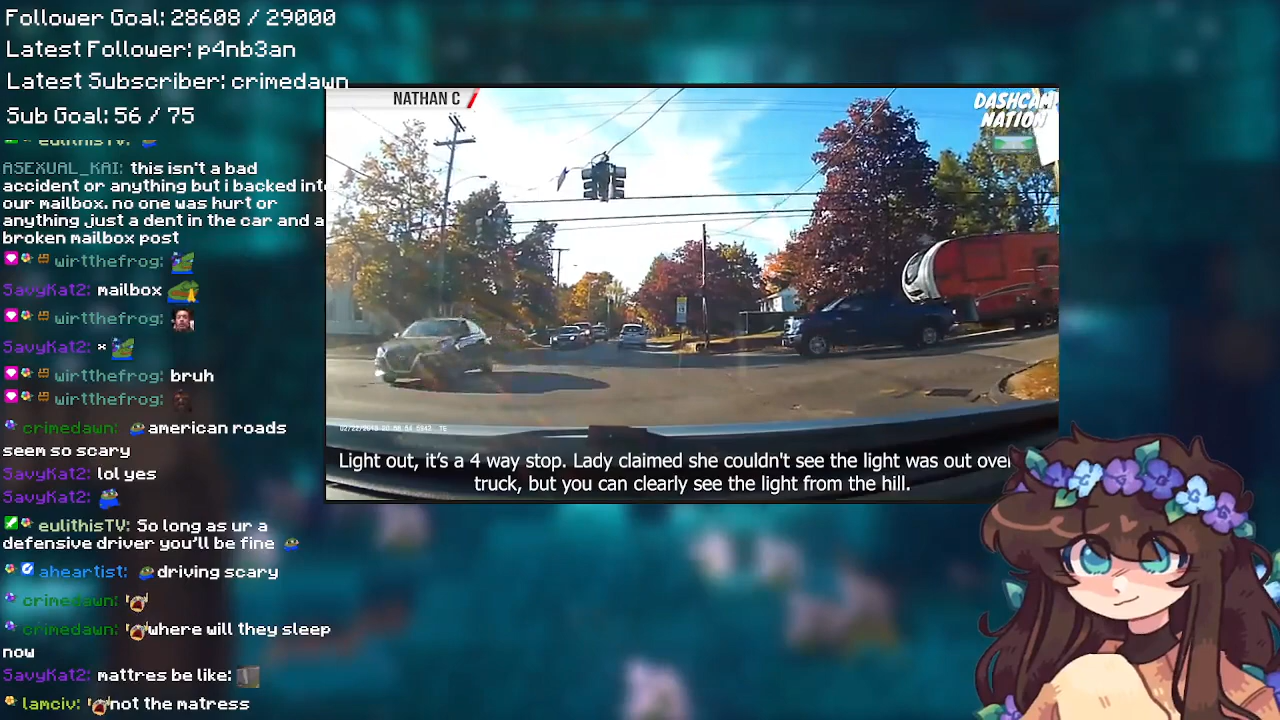 Follower Goal: 28608 / 29000
Latest Follower: p4nb3an
Latest Subscriber: crimedawn
Sub Goal: 56 / 75
eulithisTV:
ASEXUAL_KAI: this isn't a bad
accident or anything but i backed into
our mailbox. no one was hurt or
anything just a dent in the car and a
broken mailbox post
wirtthefrog:
SavyKat2: mailbox
wirtthefrog:
SavyKat2: *
wirtthefrog: bruh
wirtthefrog:
crimedawn: american roads
seem so scary
SavyKat2: lol yes
SavyKat2:
eulithisTV: So long as ur a
defensive driver you'll be fine
aheartist: driving scary
crimedawn:
crimedawn: where will they sleep
now
SavyKat2: mattres be like:
lamciv: not the matress
NATHAN C
DASHCAM
NATION
Light out, it's a 4 way stop. Lady claimed she couldn't see the light was out over
truck, but you can clearly see the light from the hill.